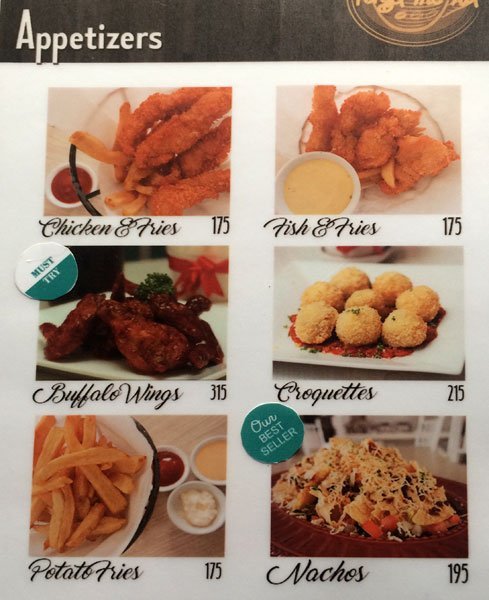 Appetizers
Chicken & Fries 175
Fish & Fries 175
MUST
TRY
Buffalo Wings 315
Croquettes 215
Our
BEST
SELLER
Potato Fries 175
Nachos 195